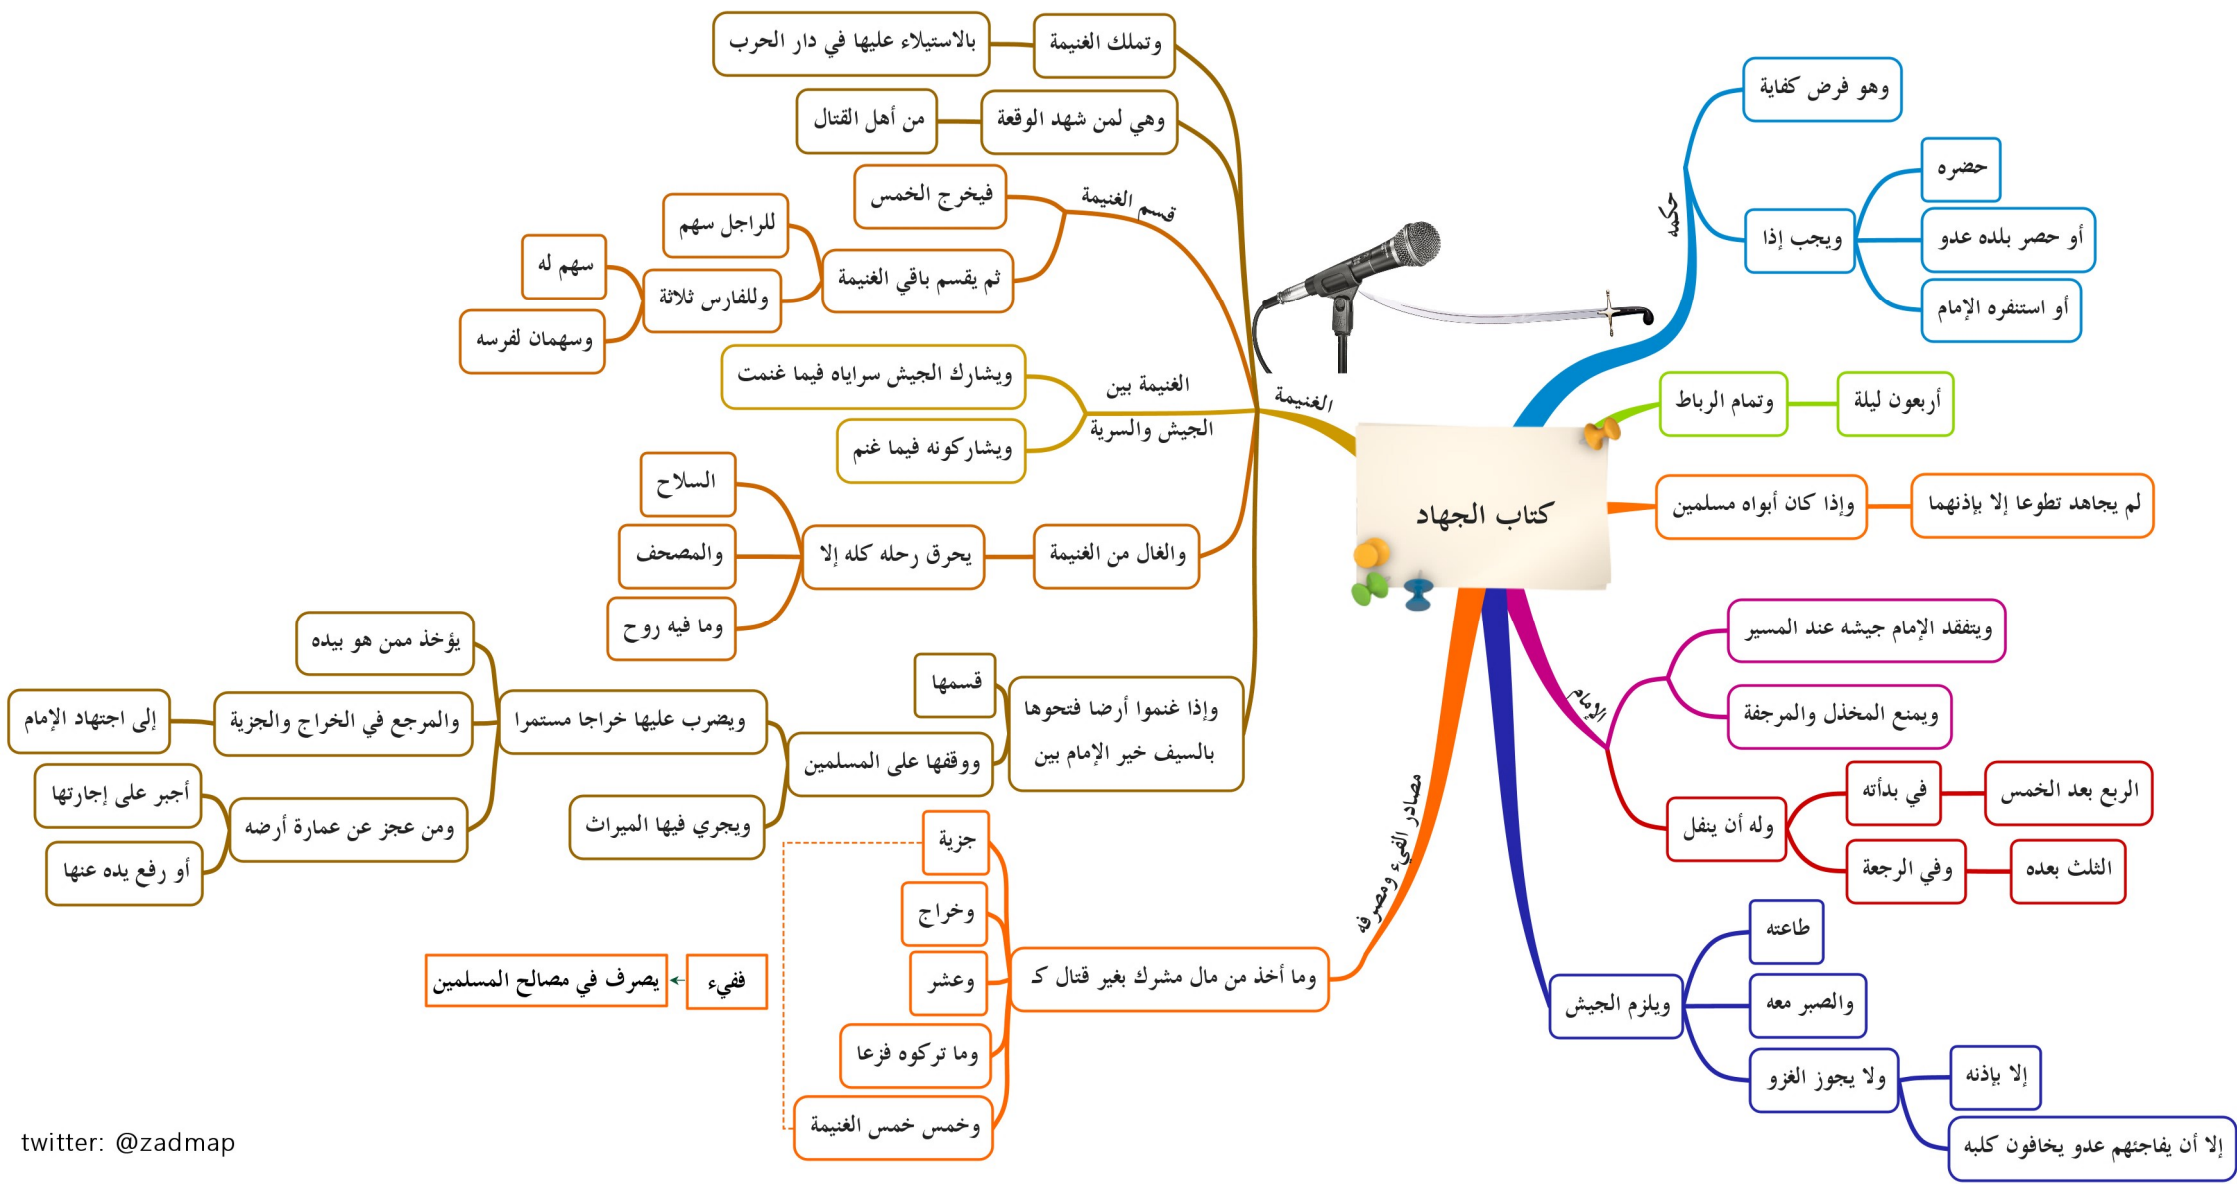 كتاب الجهاد
حكمه
وهو فرض كفاية
ويجب إذا
حضره
أو حصر بلده عدو
أو استنفره الإمام
وتمام الرباط
أربعون ليلة
وإذا كان أبواه مسلمين
لم يجاهد تطوعا إلا بإذنهما
الإمام
ويتفقد الإمام جيشه عند المسير
ويمنع المخذل والمرجفة
وله أن ينفل
في بدأته
الربع بعد الخمس
وفي الرجعة
الثلث بعده
ويلزم الجيش
طاعته
والصبر معه
ولا يجوز الغزو
إلا بإذنه
إلا أن يفاجئهم عدو يخافون كلبه
مصادر الفيء ومصرفه
وما أخذ من مال مشرك بغير قتال كـ
جزية
وخراج
وعشر
وما تركوه فزعا
وخمس خمس الغنيمة
ففيء
يصرف في مصالح المسلمين
الغنيمة
وتملك الغنيمة
بالاستيلاء عليها في دار الحرب
وهي لمن شهد الوقعة
من أهل القتال
قسم الغنيمة
فيخرج الخمس
ثم يقسم باقي الغنيمة
للراجل سهم
وللفارس ثلاثة
سهم له
وسهمان لفرسه
الغنيمة بين
الجيش والسرية
ويشارك الجيش سراياه فيما غنمت
ويشاركونه فيما غنم
والغال من الغنيمة
يحرق رحله كله إلا
السلاح
والمصحف
وما فيه روح
وإذا غنموا أرضا فتحوها
بالسيف خير الإمام بين
قسمها
ووقفها على المسلمين
ويضرب عليها خراجا مستمرا
يؤخذ ممن هو بيده
والمرجع في الخراج والجزية
إلى اجتهاد الإمام
ومن عجز عن عمارة أرضه
أجبر على إجارتها
أو رفع يده عنها
ويجري فيها الميراث
twitter: @zadmap